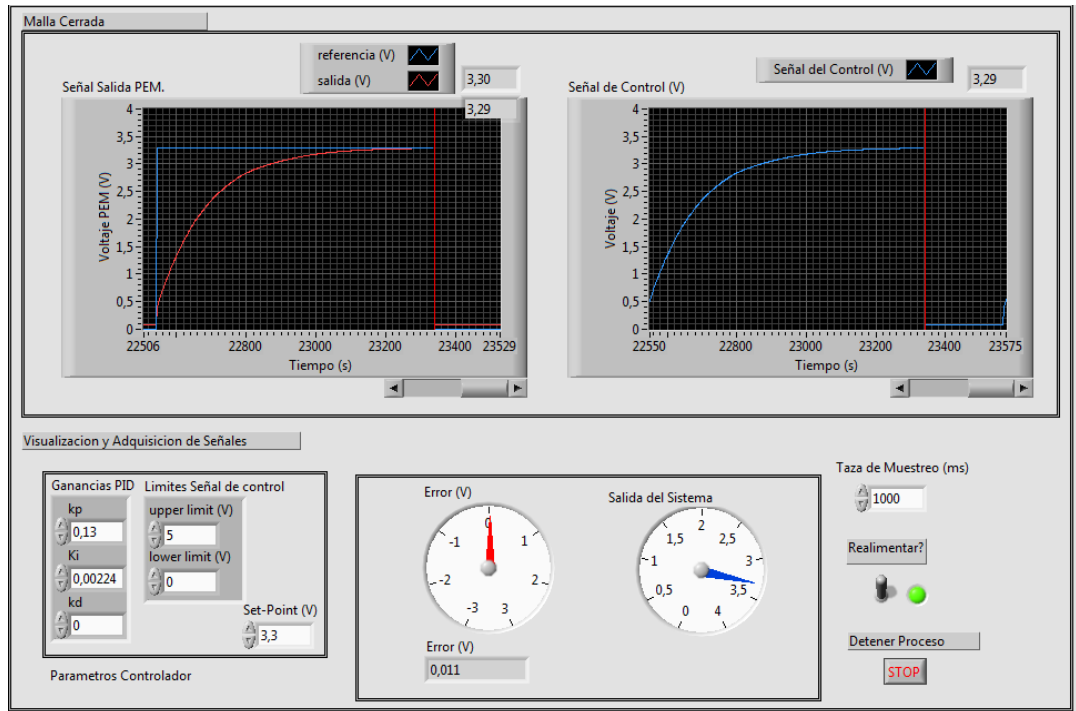 Malla Cerrada
referencia (V)
salida (V)
3,30
3,29
Señal Salida PEM.
4
3,5
3
2,5
2
1,5
1
0,5
0
Voltaje PEM (V)
22506 22800 23000 23200 23400 23529
Tiempo (s)
Señal del Control (V)
3,29
Señal de Control (V)
4
3,5
3
2,5
2
1,5
1
0,5
0
Voltaje (V)
22550 22800 23000 23200 23400 23575
Tiempo (s)
Visualizacion y Adquisicion de Señales
Ganancias PID
kp
0,13
Ki
0,00224
kd
0
Limites Señal de control
upper limit (V)
5
lower limit (V)
0
Set-Point (V)
3,3
Parametros Controlador
Error (V)
-3 -2 -1 0 1 2 3
Error (V)
0,011
Salida del Sistema
0 0,5 1 1,5 2 2,5 3 3,5 4
Taza de Muestreo (ms)
1000
Realimentar?
Detener Proceso
STOP